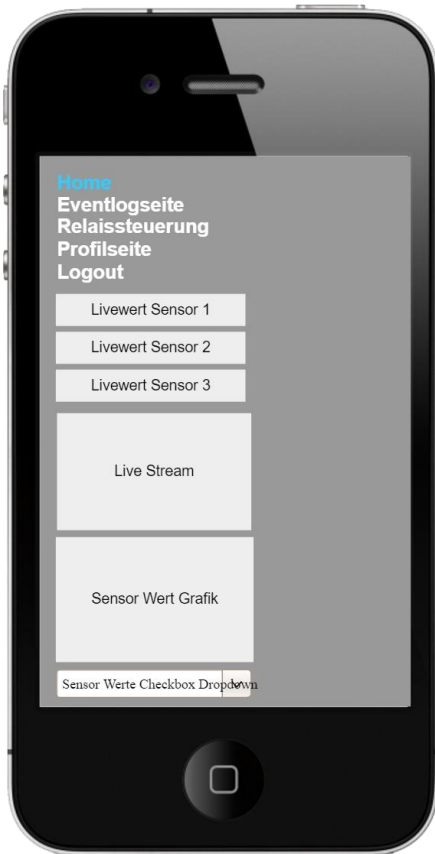 Home
Eventlogseite
Relaissteuerung
Profilseite
Logout
Livewert Sensor 1
Livewert Sensor 2
Livewert Sensor 3
Live Stream
Sensor Wert Grafik
Sensor Werte Checkbox Dropdown